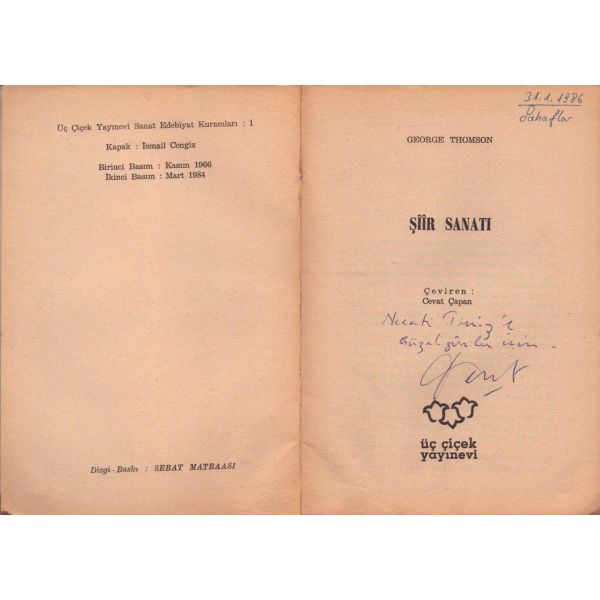 Üç Çiçek Yayınevi Sanat Edebiyat Kuramları : 1
Kapak : İsmail Cengiz
Birinci Basım : Kasım 1966
İkinci Basım : Mart 1984
Dizgi - Baskı : SEBAT MATBAASI
31.1.1986
Sahaflar
GEORGE THOMSON
ŞİİR SANATI
Çeviren :
Cevat Çapan
Necati
Güzel günler için -
üç çiçek
yayınevi